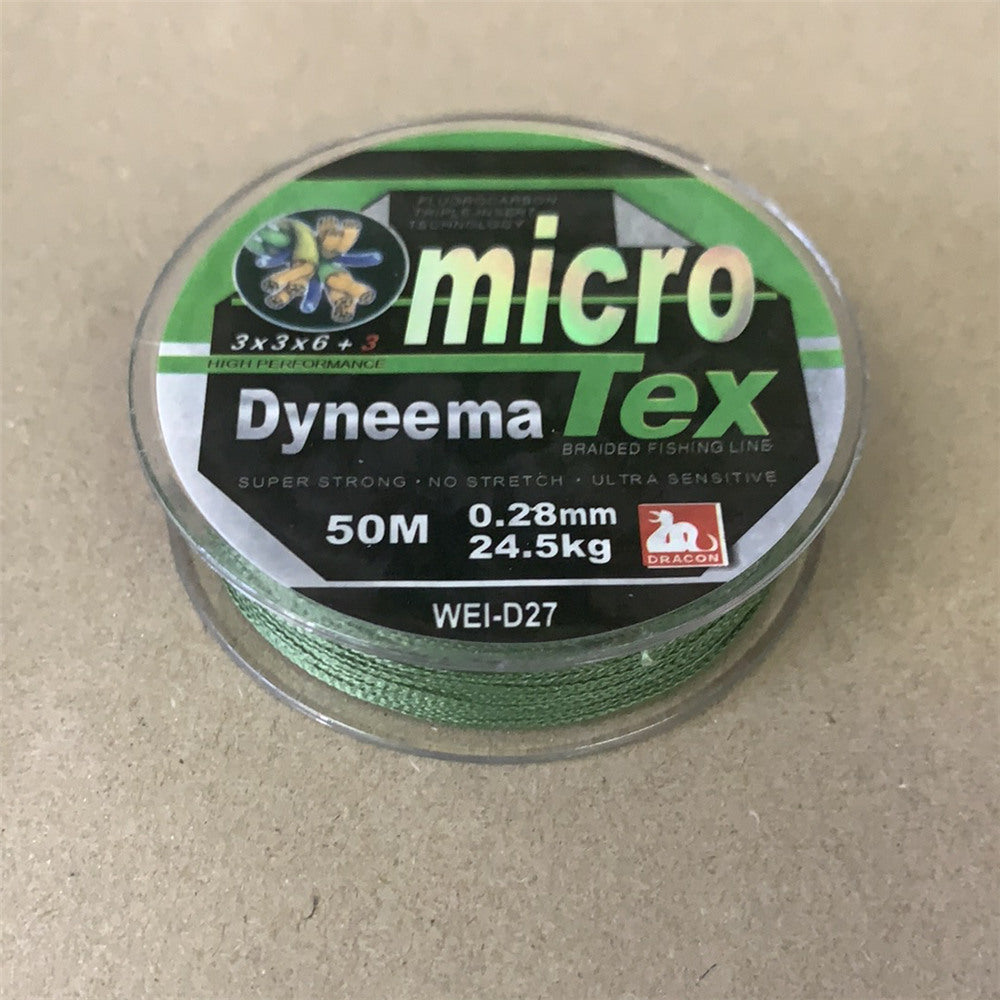 FLUOROCARBON
TRIPLE INSERT
TECHNOLOGY
micro
3x3x6 + 3
HIGH PERFORMANCE
Tex
Dyneema
BRAIDED FISHING LINE
SUPER STRONG • NO STRETCH • ULTRA SENSITIVE
50M
0.28mm
24.5kg
DRACON
WEI-D27